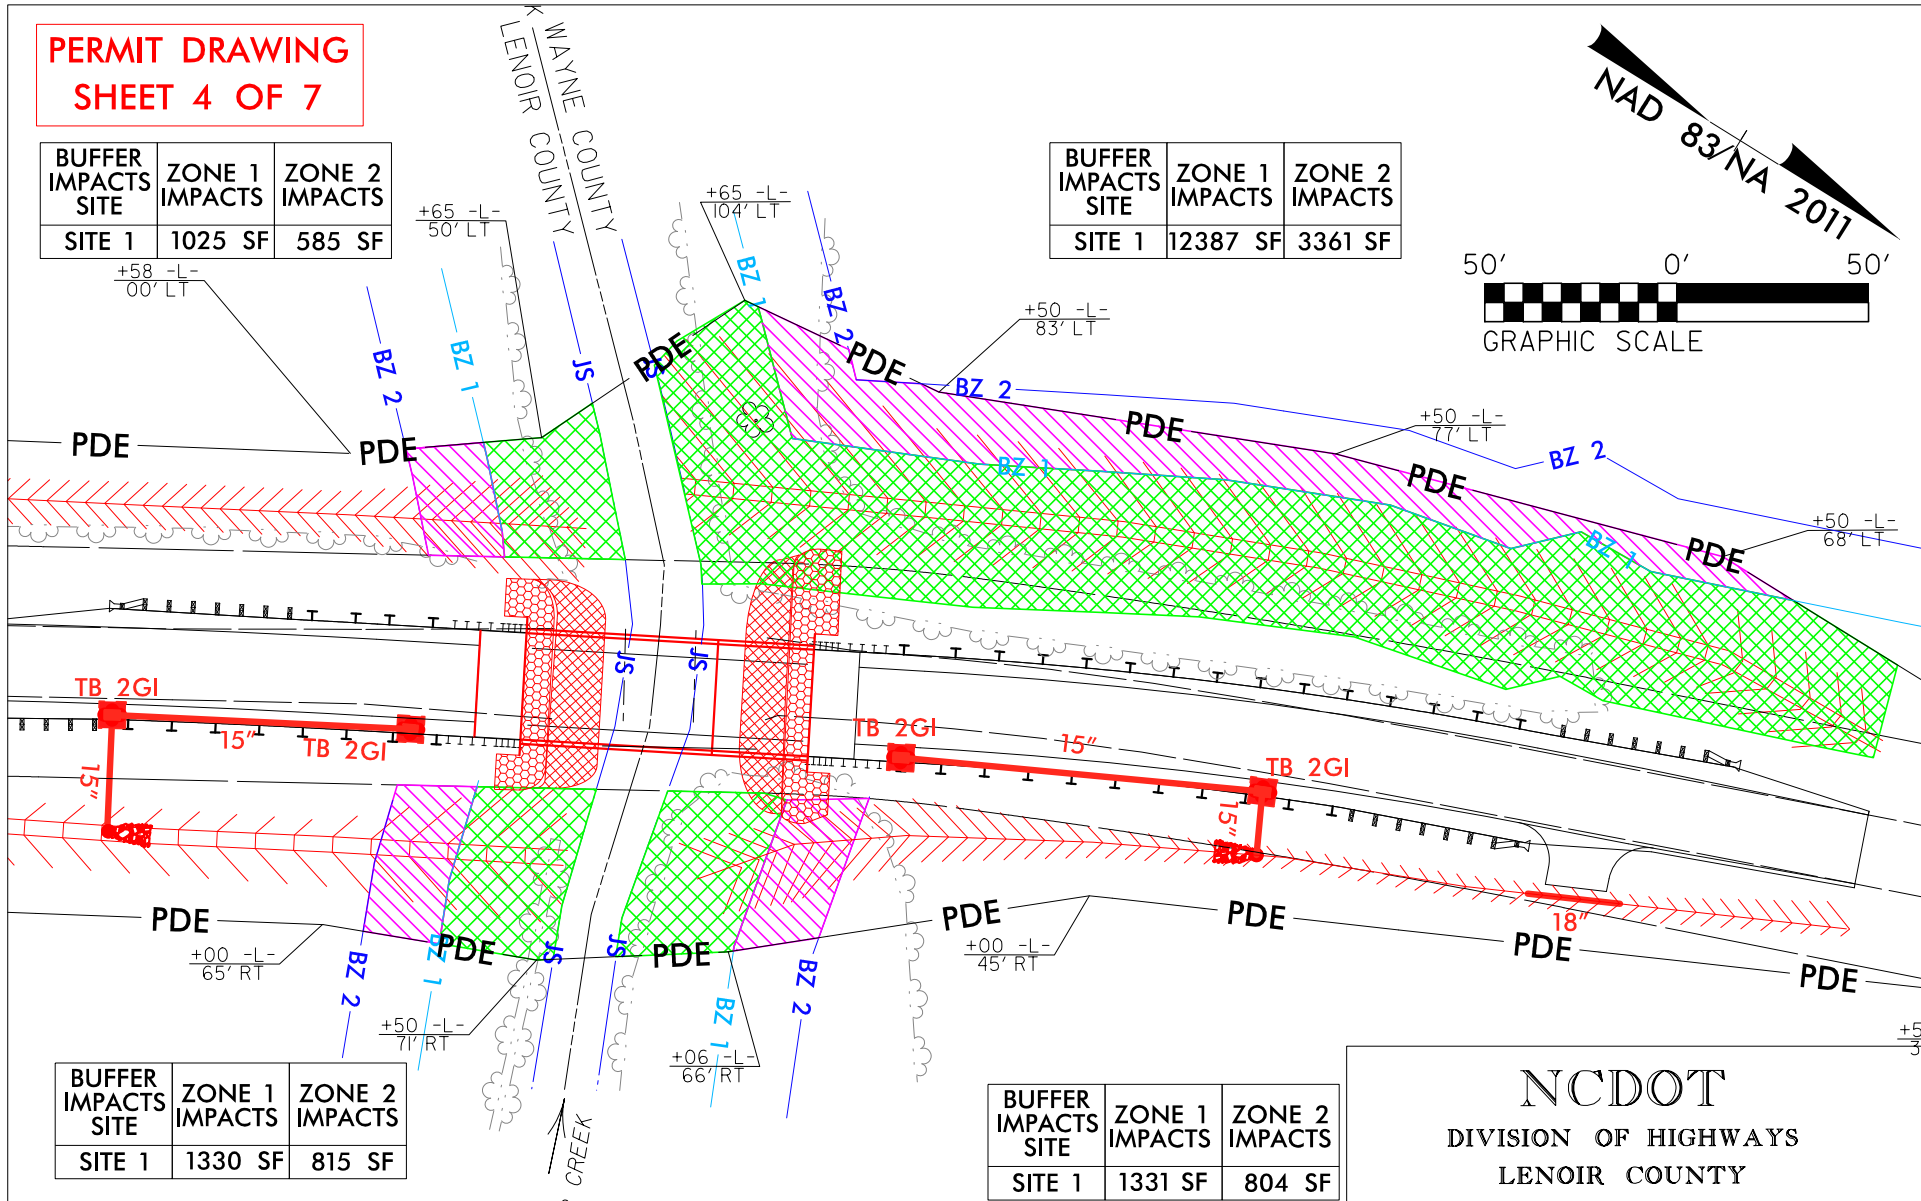 PERMIT DRAWING
SHEET 4 OF 7
BUFFER IMPACTS SITE ZONE 1 IMPACTS ZONE 2 IMPACTS
SITE 1 1025 SF 585 SF
WAYNE COUNTY
LENOIR COUNTY
BUFFER IMPACTS SITE ZONE 1 IMPACTS ZONE 2 IMPACTS
SITE 1 12387 SF 3361 SF
NAD 83/NA 2011
50' 0' 50'
GRAPHIC SCALE
+58 -L-
00' LT
+65 -L-
50' LT
+65 -L-
104' LT
+50 -L-
83' LT
+50 -L-
77' LT
+50 -L-
68' LT
BZ 2
BZ 1
JS
JS
BZ 1
BZ 2
BZ 2
BZ 2
BZ 1
BZ 1
PDE
PDE
PDE
PDE
PDE
PDE
PDE
JS
JS
TB 2GI
15"
TB 2GI
15"
TB 2GI
15"
TB 2GI
15"
18"
PDE
PDE
PDE
PDE
PDE
PDE
PDE
BZ 2
BZ 1
JS
JS
BZ 1
BZ 2
+00 -L-
65' RT
+50 -L-
71' RT
+06 -L-
66' RT
+00 -L-
45' RT
CREEK
BUFFER IMPACTS SITE ZONE 1 IMPACTS ZONE 2 IMPACTS
SITE 1 1330 SF 815 SF
BUFFER IMPACTS SITE ZONE 1 IMPACTS ZONE 2 IMPACTS
SITE 1 1331 SF 804 SF
NCDOT
DIVISION OF HIGHWAYS
LENOIR COUNTY